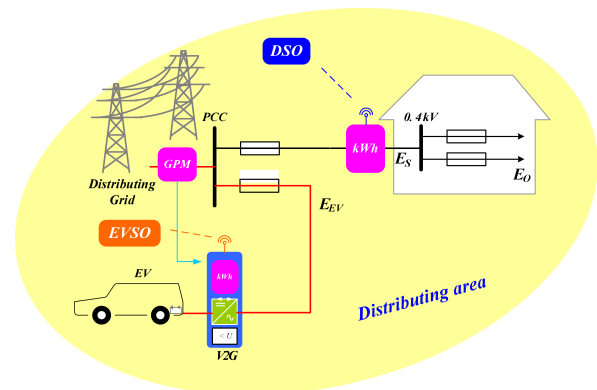 DSO
PCC
0.4kV
GPM
kWh
E_S
E_O
Distributing
Grid
E_EV
EVSO
EV
kWh
Distributing area
< U
V2G